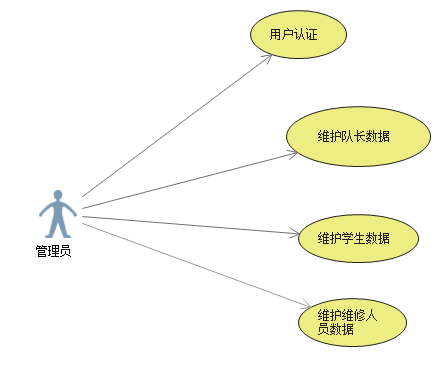 用户认证
维护队长数据
管理员
维护学生数据
维护维修人
员数据